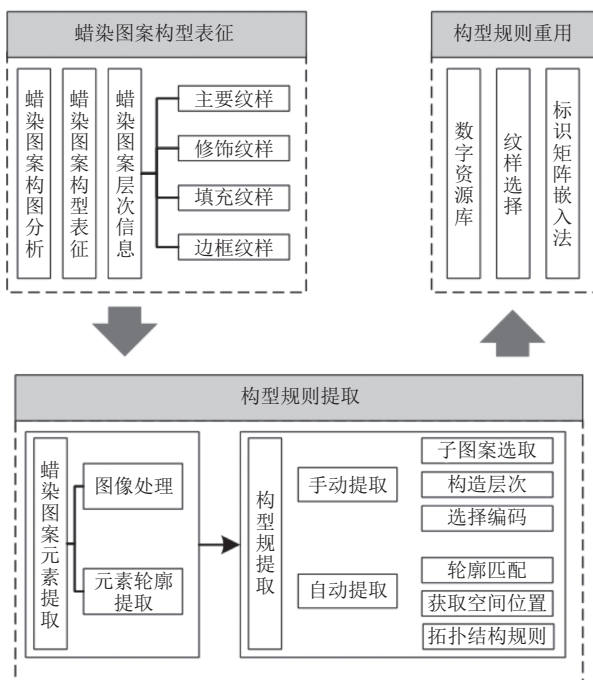 蜡染图案构型表征
蜡染图案构图分析
蜡染图案构型表征
蜡染图案层次信息
主要纹样
修饰纹样
填充纹样
边框纹样
构型规则重用
数字资源库
纹样选择
标识矩阵嵌入法
构型规则提取
蜡染图案元素提取
图像处理
元素轮廓
提取
构型规提取
手动提取
自动提取
子图案选取
构造层次
选择编码
轮廓匹配
获取空间位置
拓扑结构规则